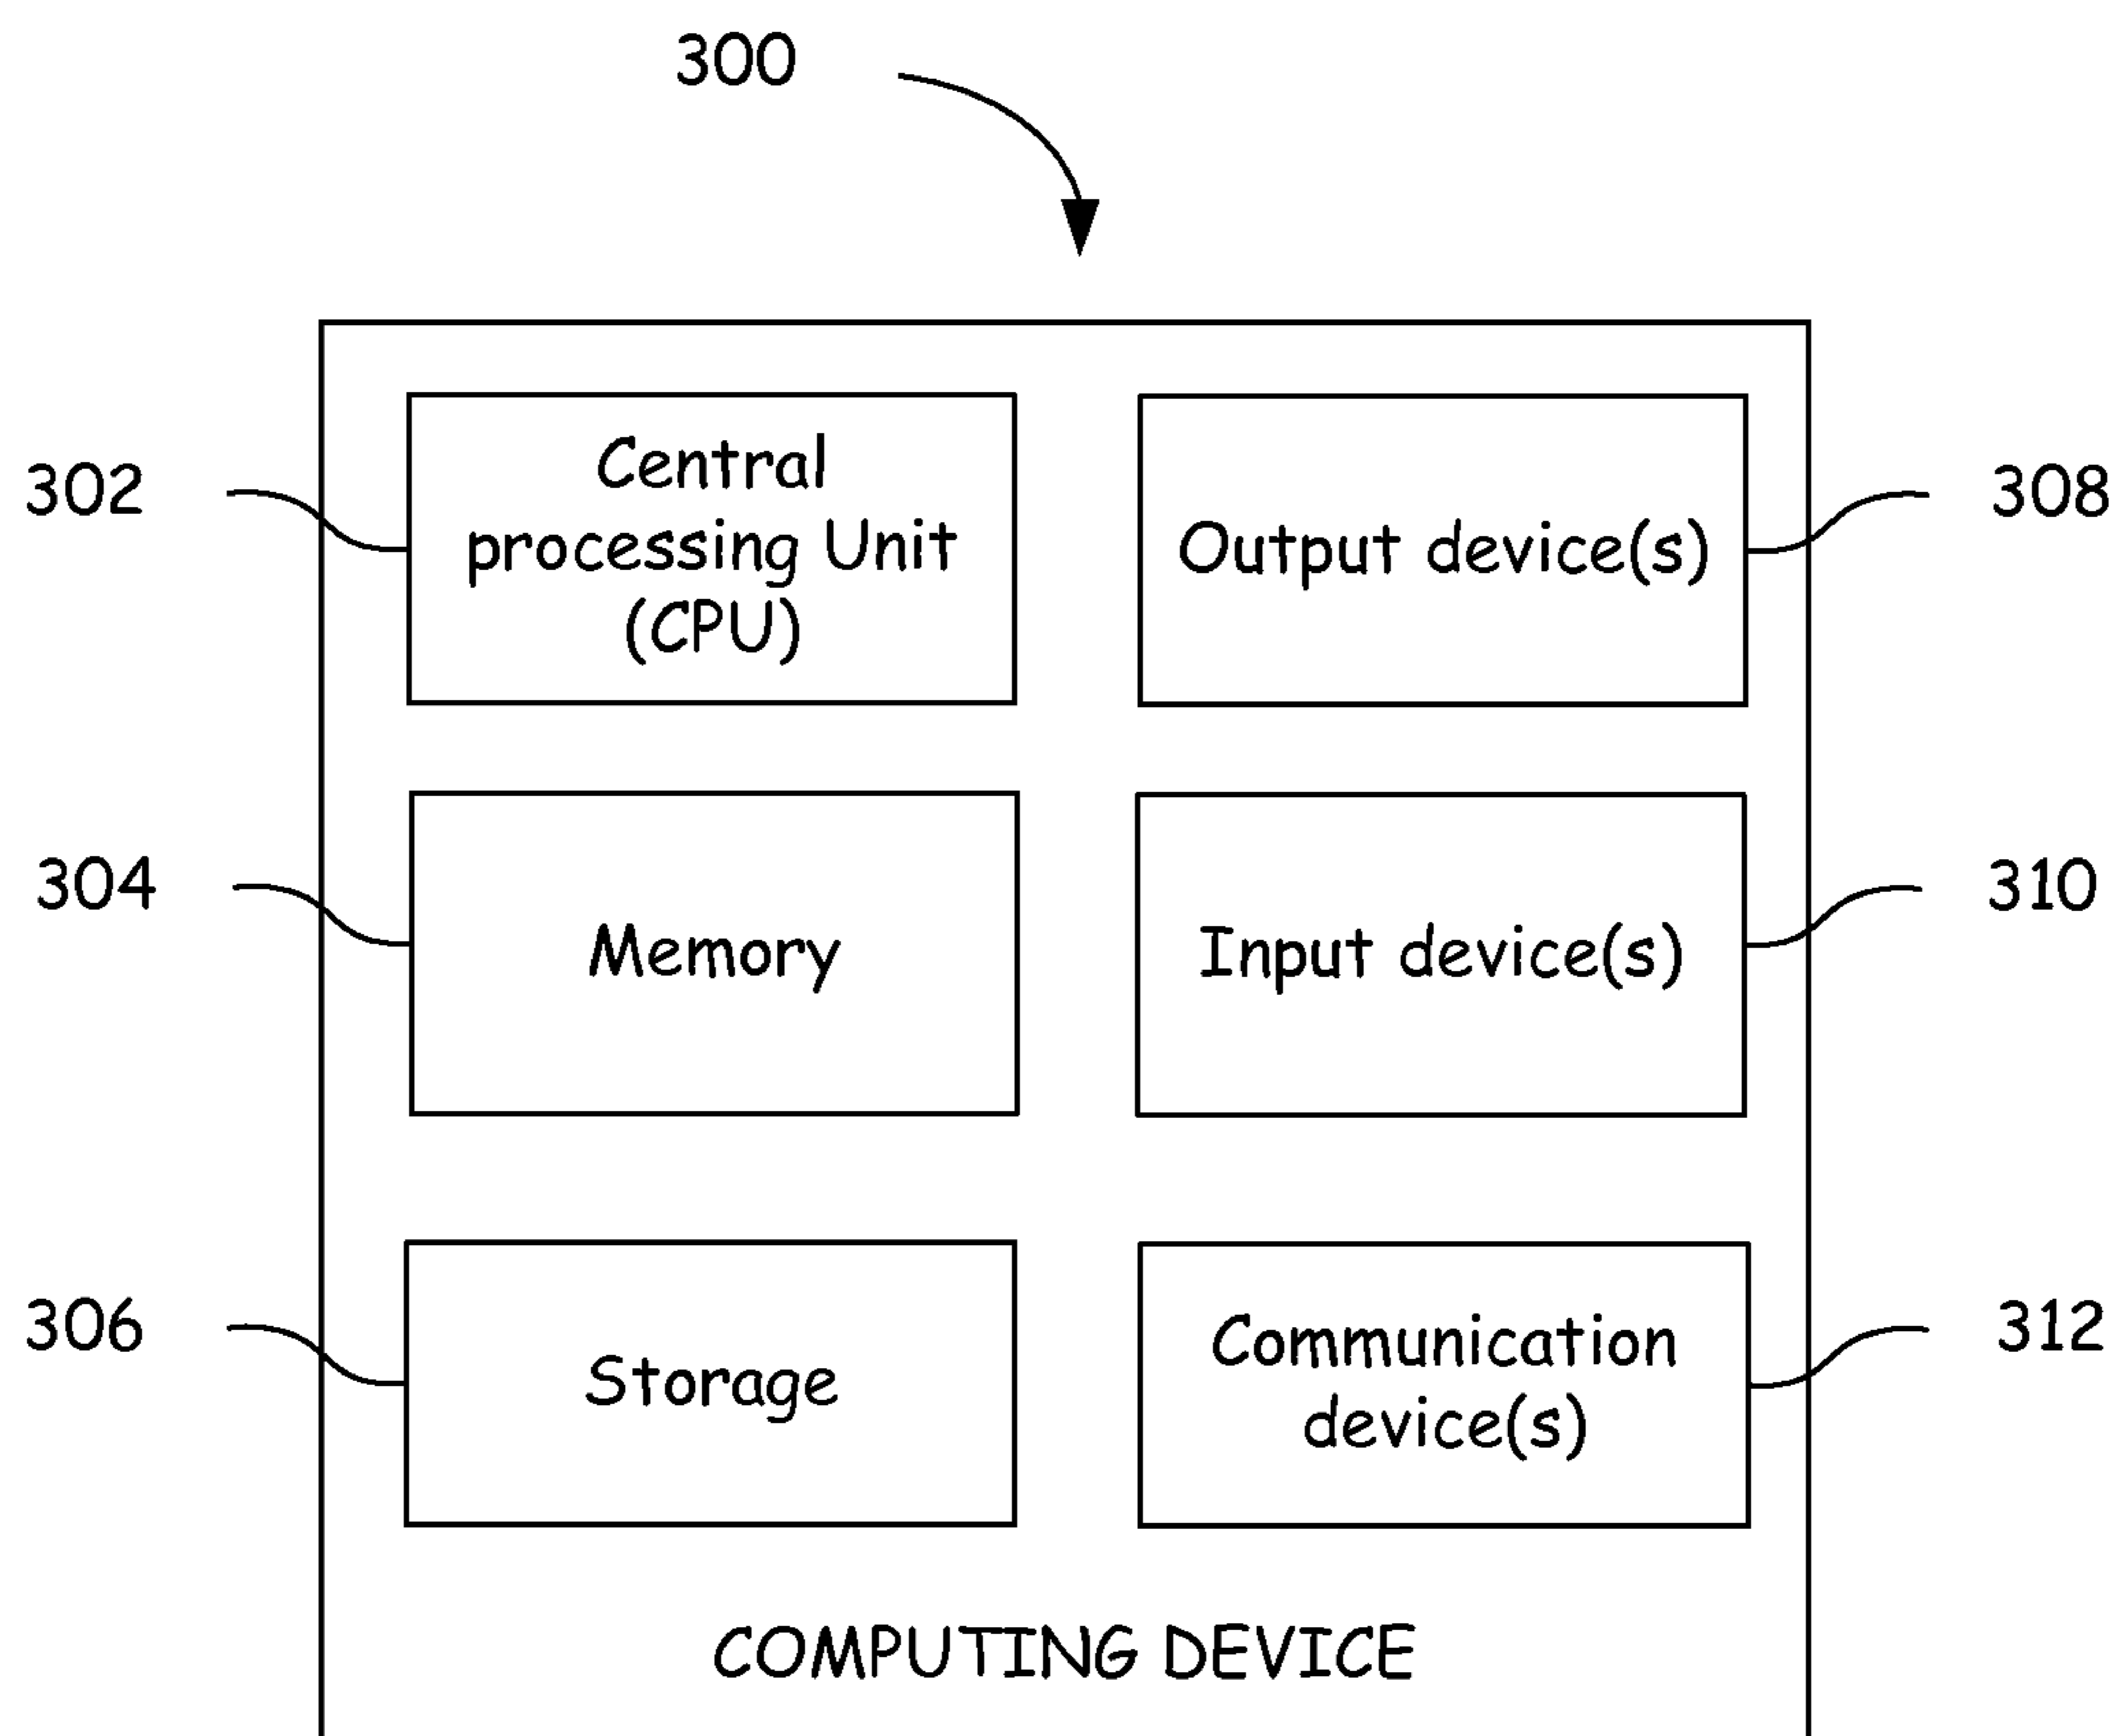 300
302
Central
processing Unit
(CPU)
Output device(s)
308
304
Memory
Input device(s)
310
306
Storage
Communication
device(s)
312
COMPUTING DEVICE